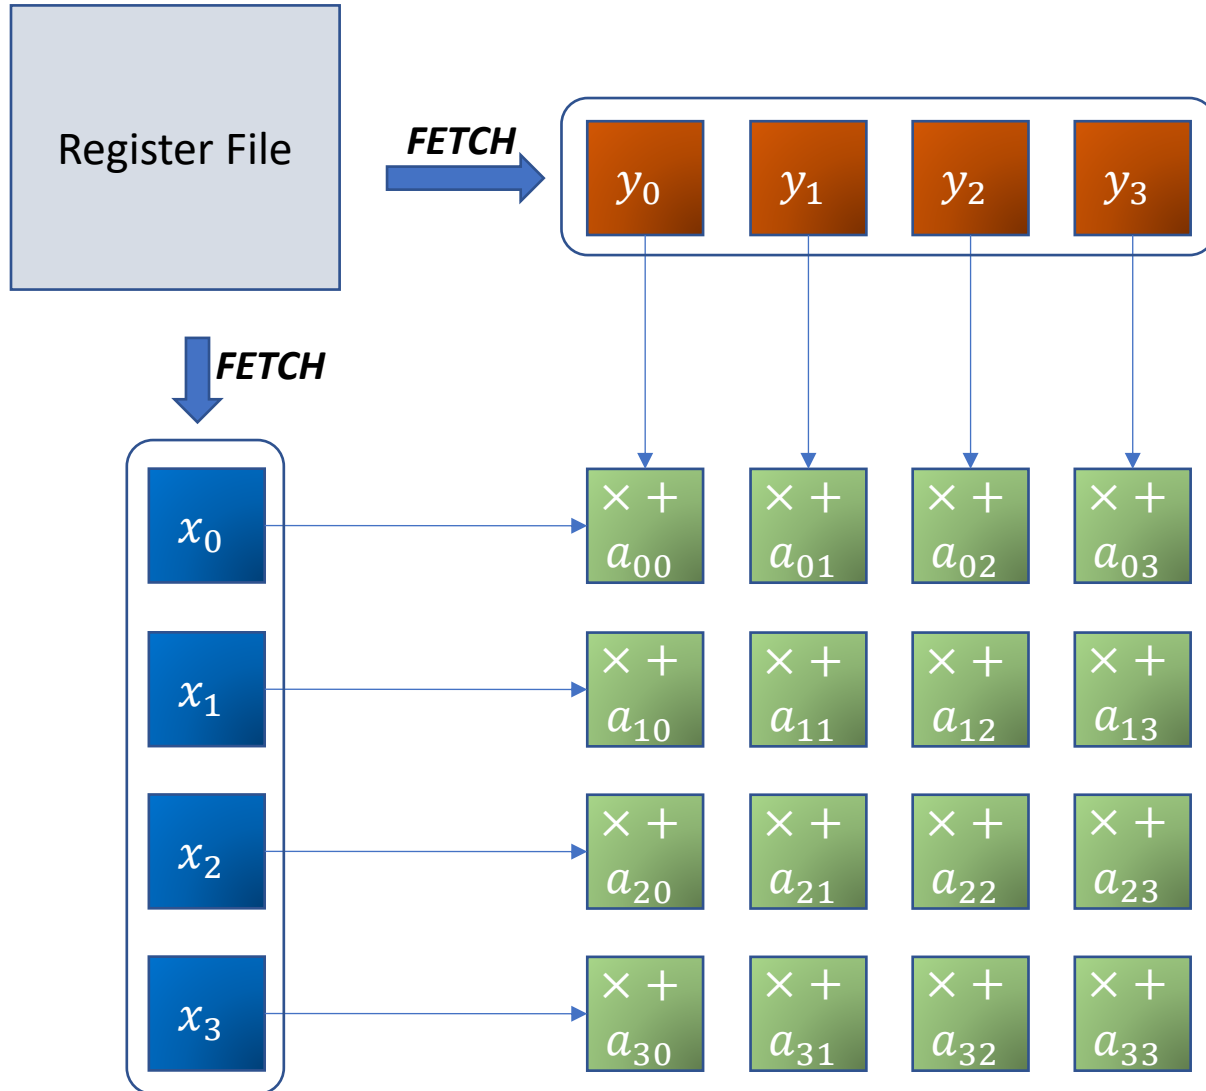 Register File
FETCH
y₀ y₁ y₂ y₃
FETCH
x₀
× + × + × + × +
a₀₀ a₀₁ a₀₂ a₀₃
x₁
× + × + × + × +
a₁₀ a₁₁ a₁₂ a₁₃
x₂
× + × + × + × +
a₂₀ a₂₁ a₂₂ a₂₃
x₃
× + × + × + × +
a₃₀ a₃₁ a₃₂ a₃₃